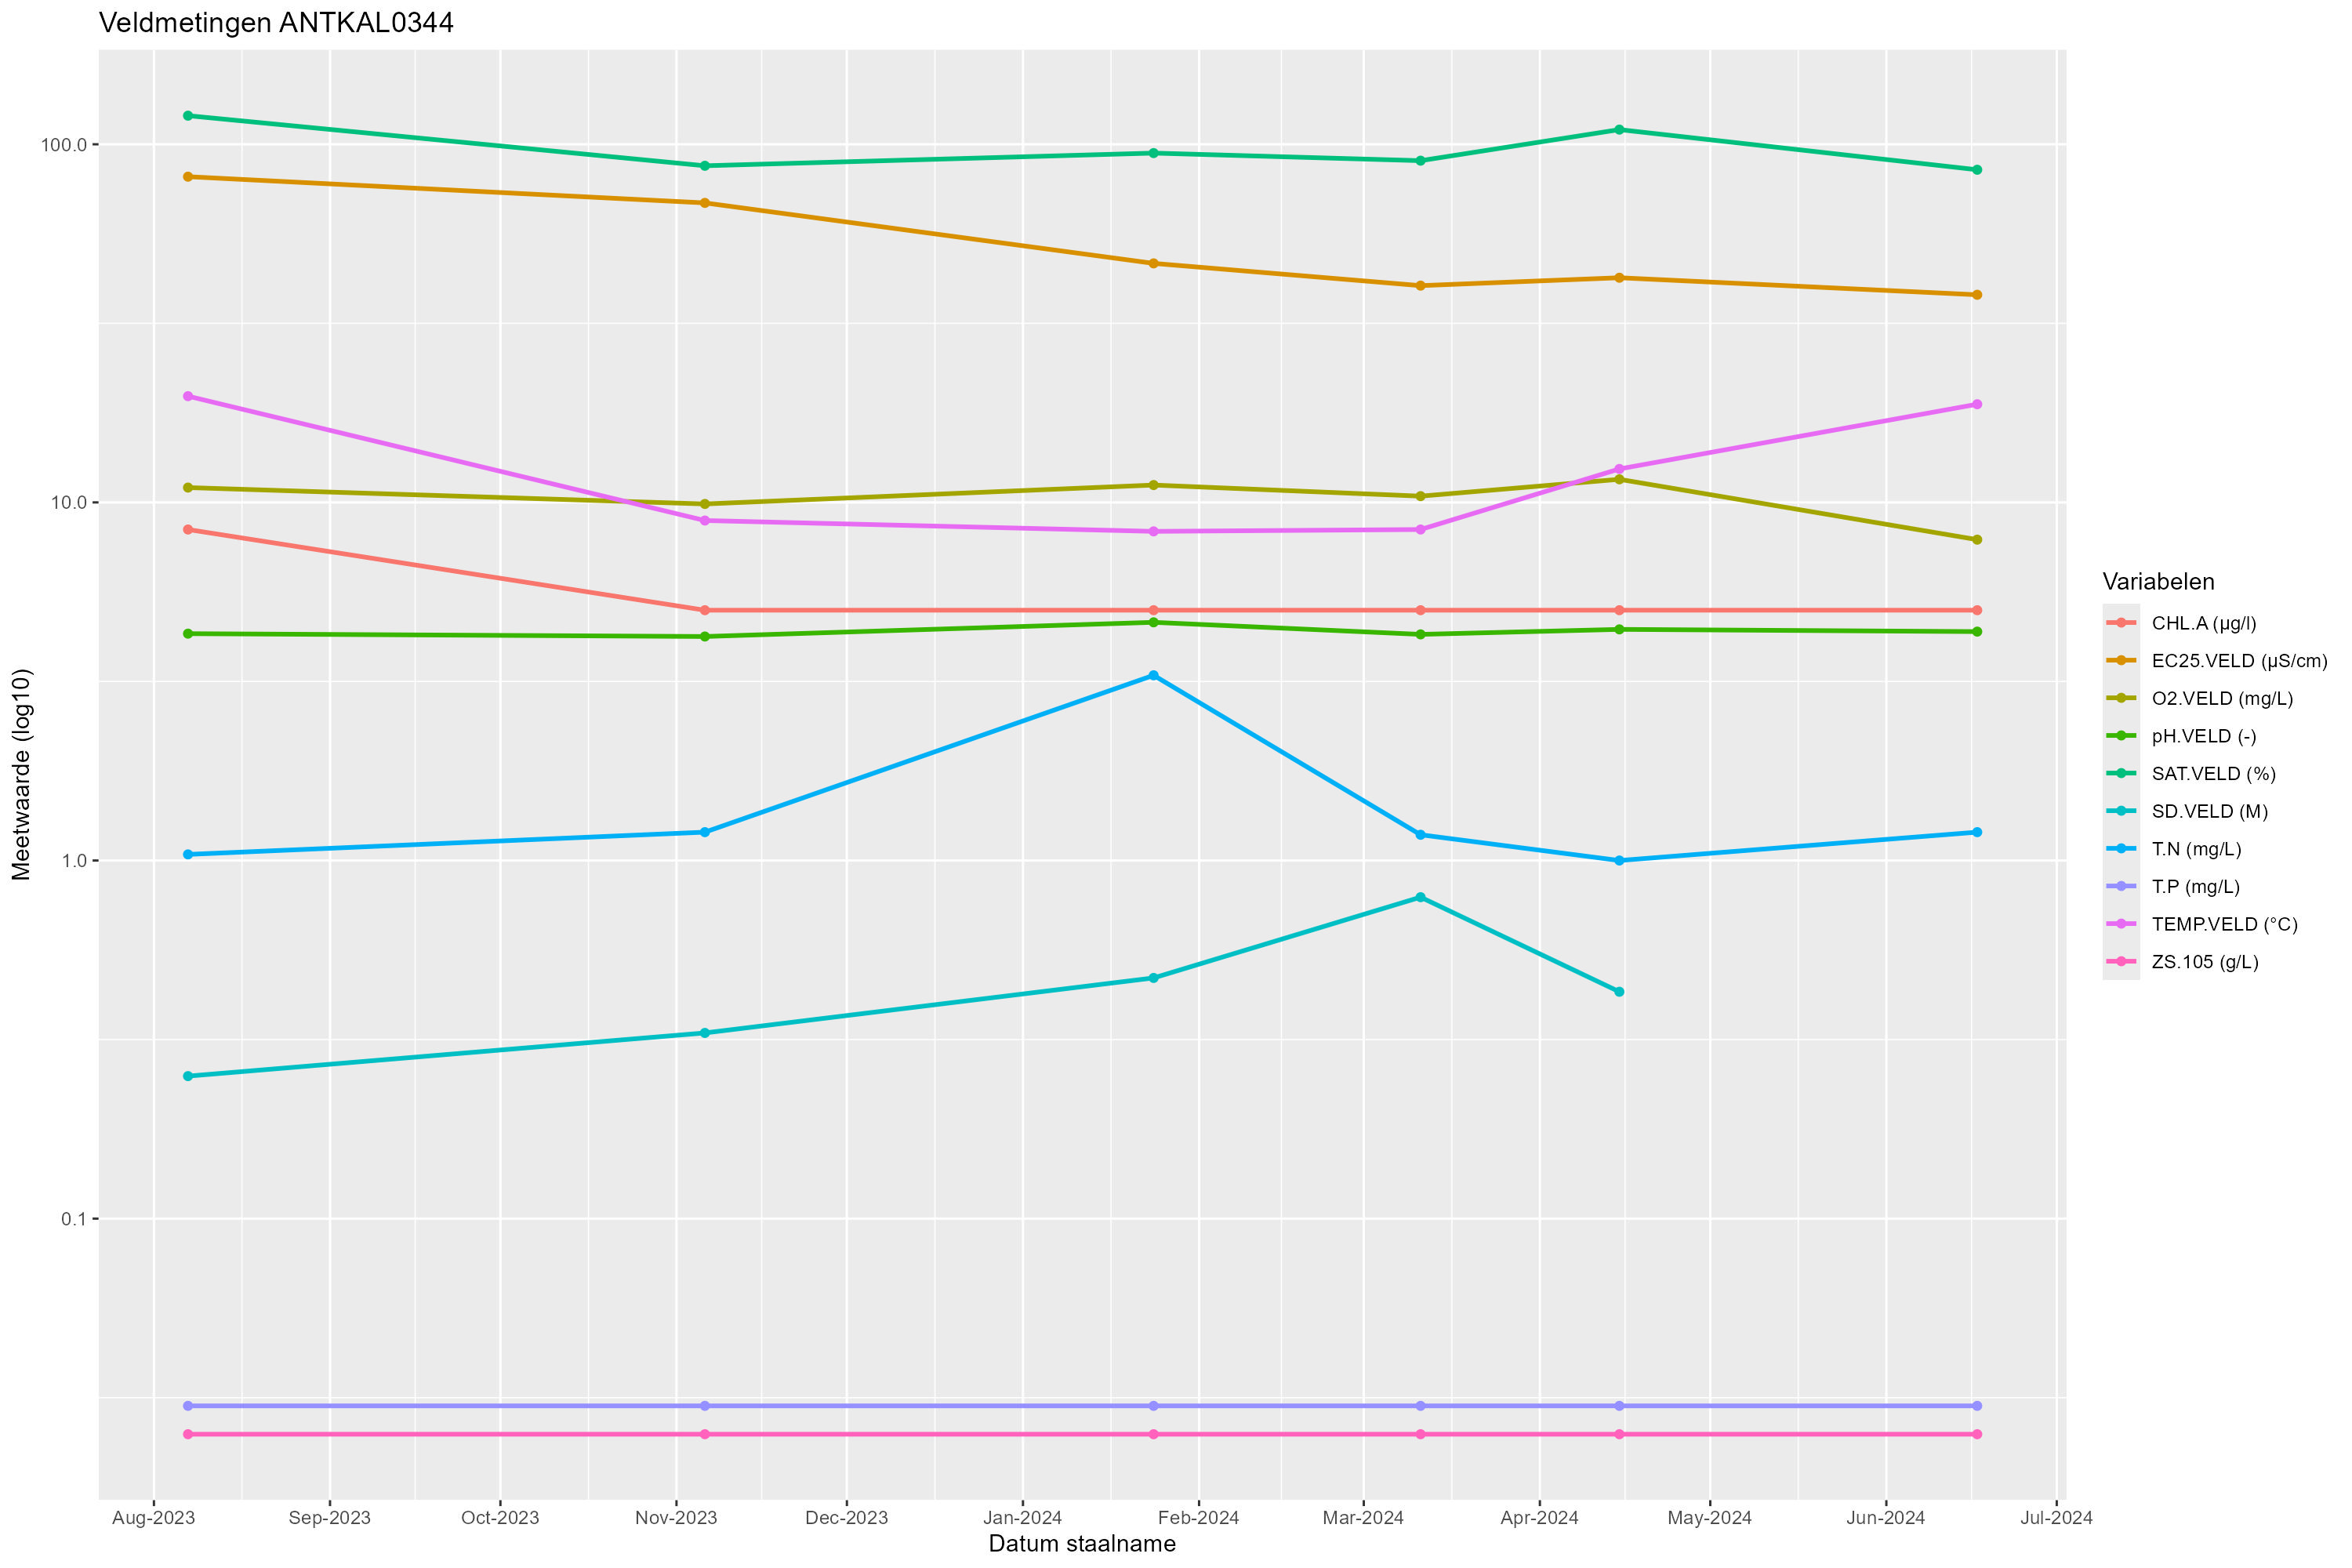 Veldmetingen ANTKAL0344
Meetwaarde (log10)
100.0
10.0
1.0
0.1
Aug-2023
Sep-2023
Oct-2023
Nov-2023
Dec-2023
Jan-2024
Feb-2024
Mar-2024
Apr-2024
May-2024
Jun-2024
Jul-2024
Datum staalname
Variabelen
CHL.A (µg/l)
EC25.VELD (µS/cm)
O2.VELD (mg/L)
pH.VELD (-)
SAT.VELD (%)
SD.VELD (M)
T.N (mg/L)
T.P (mg/L)
TEMP.VELD (°C)
ZS.105 (g/L)